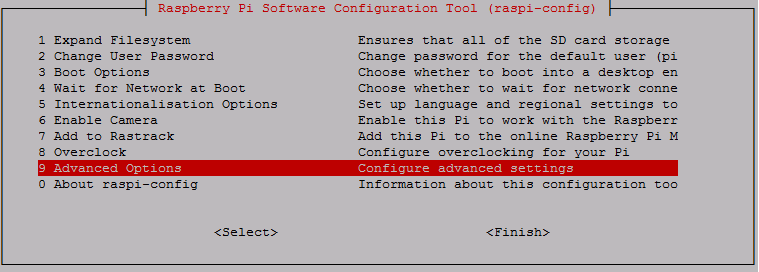 Raspberry Pi Software Configuration Tool (raspi-config)
1 Expand Filesystem Ensures that all of the SD card storage
2 Change User Password Change password for the default user (pi
3 Boot Options Choose whether to boot into a desktop en
4 Wait for Network at Boot Choose whether to wait for network conne
5 Internationalisation Options Set up language and regional settings to
6 Enable Camera Enable this Pi to work with the Raspberr
7 Add to Rastrack Add this Pi to the online Raspberry Pi M
8 Overclock Configure overclocking for your Pi
9 Advanced Options Configure advanced settings
0 About raspi-config Information about this configuration too
<Select> <Finish>